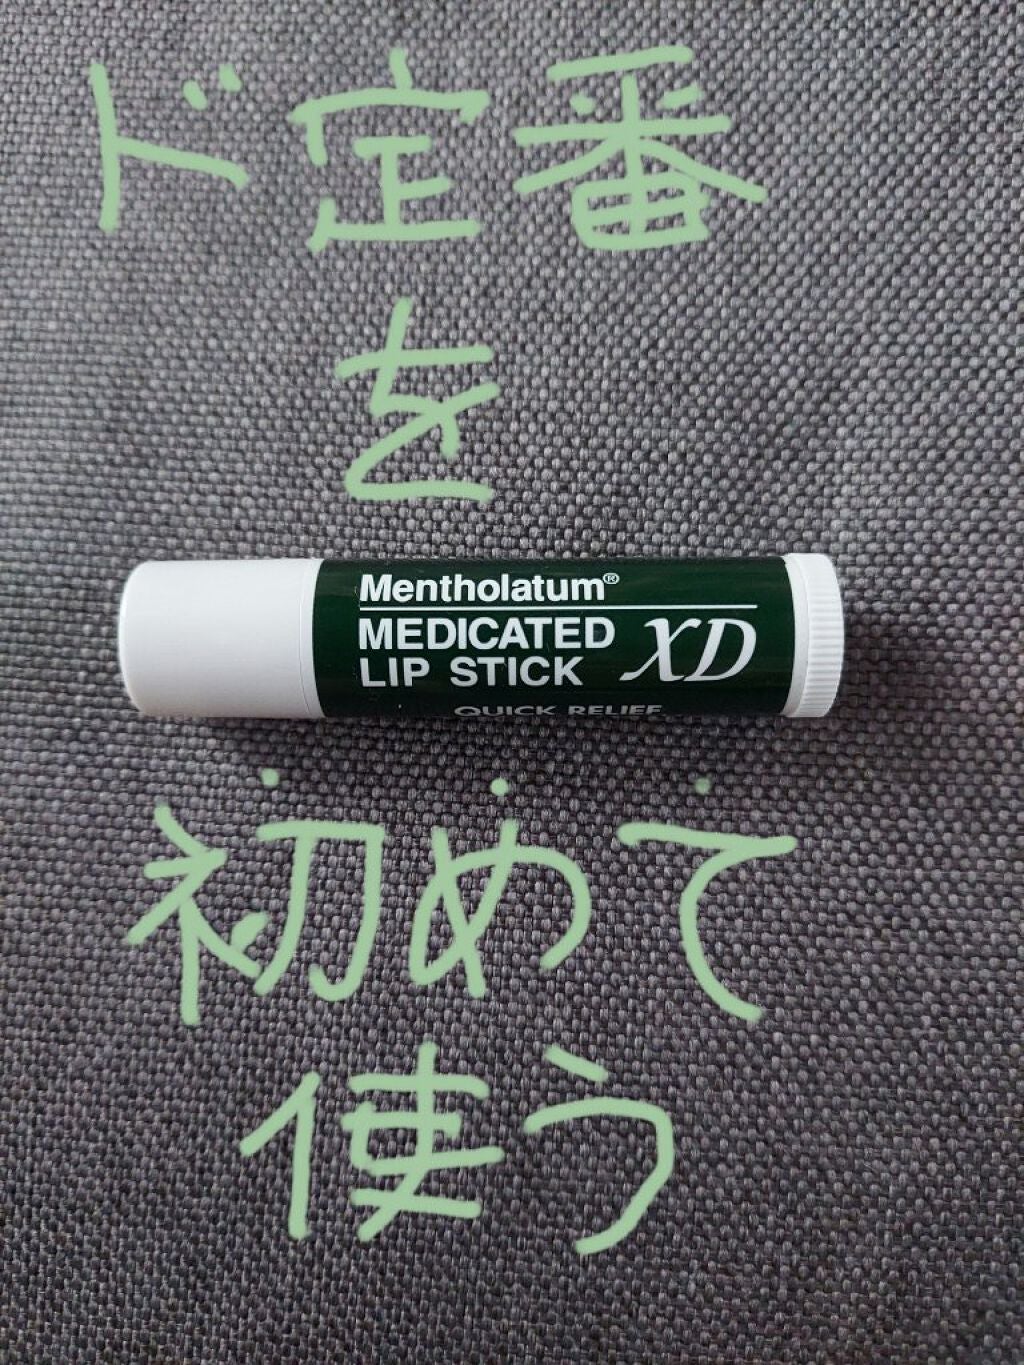 ド定番
を
Mentholatum®
MEDICATED
LIP STICK XD
QUICK RELIEF
初めて
使う